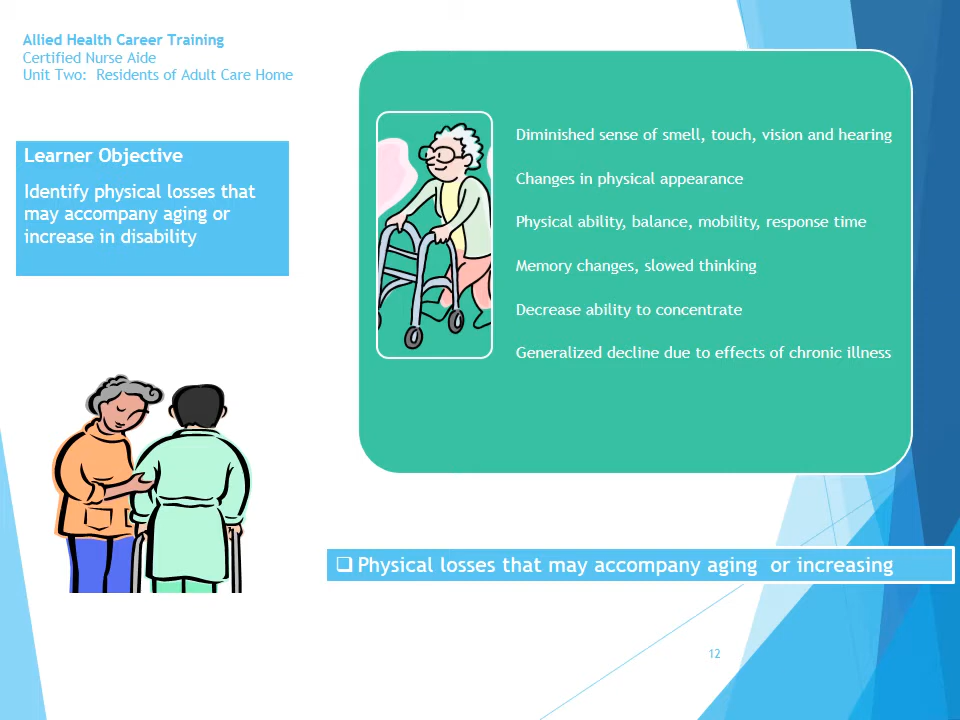 Allied Health Career Training
Certified Nurse Aide
Unit Two:  Residents of Adult Care Home
Learner Objective
Identify physical losses that
may accompany aging or
increase in disability
Diminished sense of smell, touch, vision and hearing
Changes in physical appearance
Physical ability, balance, mobility, response time
Memory changes, slowed thinking
Decrease ability to concentrate
Generalized decline due to effects of chronic illness
❑ Physical losses that may accompany aging  or increasing
12